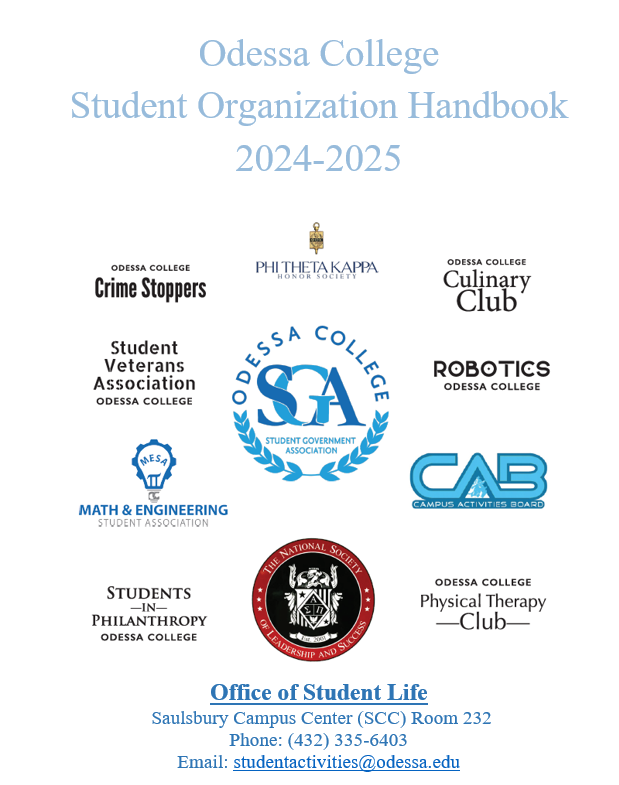 Odessa College
Student Organization Handbook
2024-2025
PHI THETA KAPPA
HONOR SOCIETY
ODESSA COLLEGE
Crime Stoppers
ODESSA COLLEGE
Culinary
Club
Student
Veterans
Association
ODESSA COLLEGE
ODESSA COLLEGE
SGA
STUDENT GOVERNMENT
ASSOCIATION
ROBOTICS
ODESSA COLLEGE
MESA
MATH & ENGINEERING
STUDENT ASSOCIATION
CAB
CAMPUS ACTIVITIES BOARD
STUDENTS
—IN—
PHILANTHROPY
ODESSA COLLEGE
THE NATIONAL SOCIETY
OF LEADERSHIP AND SUCCESS
Est. 2001
ODESSA COLLEGE
Physical Therapy
—Club—
Office of Student Life
Saulsbury Campus Center (SCC) Room 232
Phone: (432) 335-6403
Email: studentactivities@odessa.edu